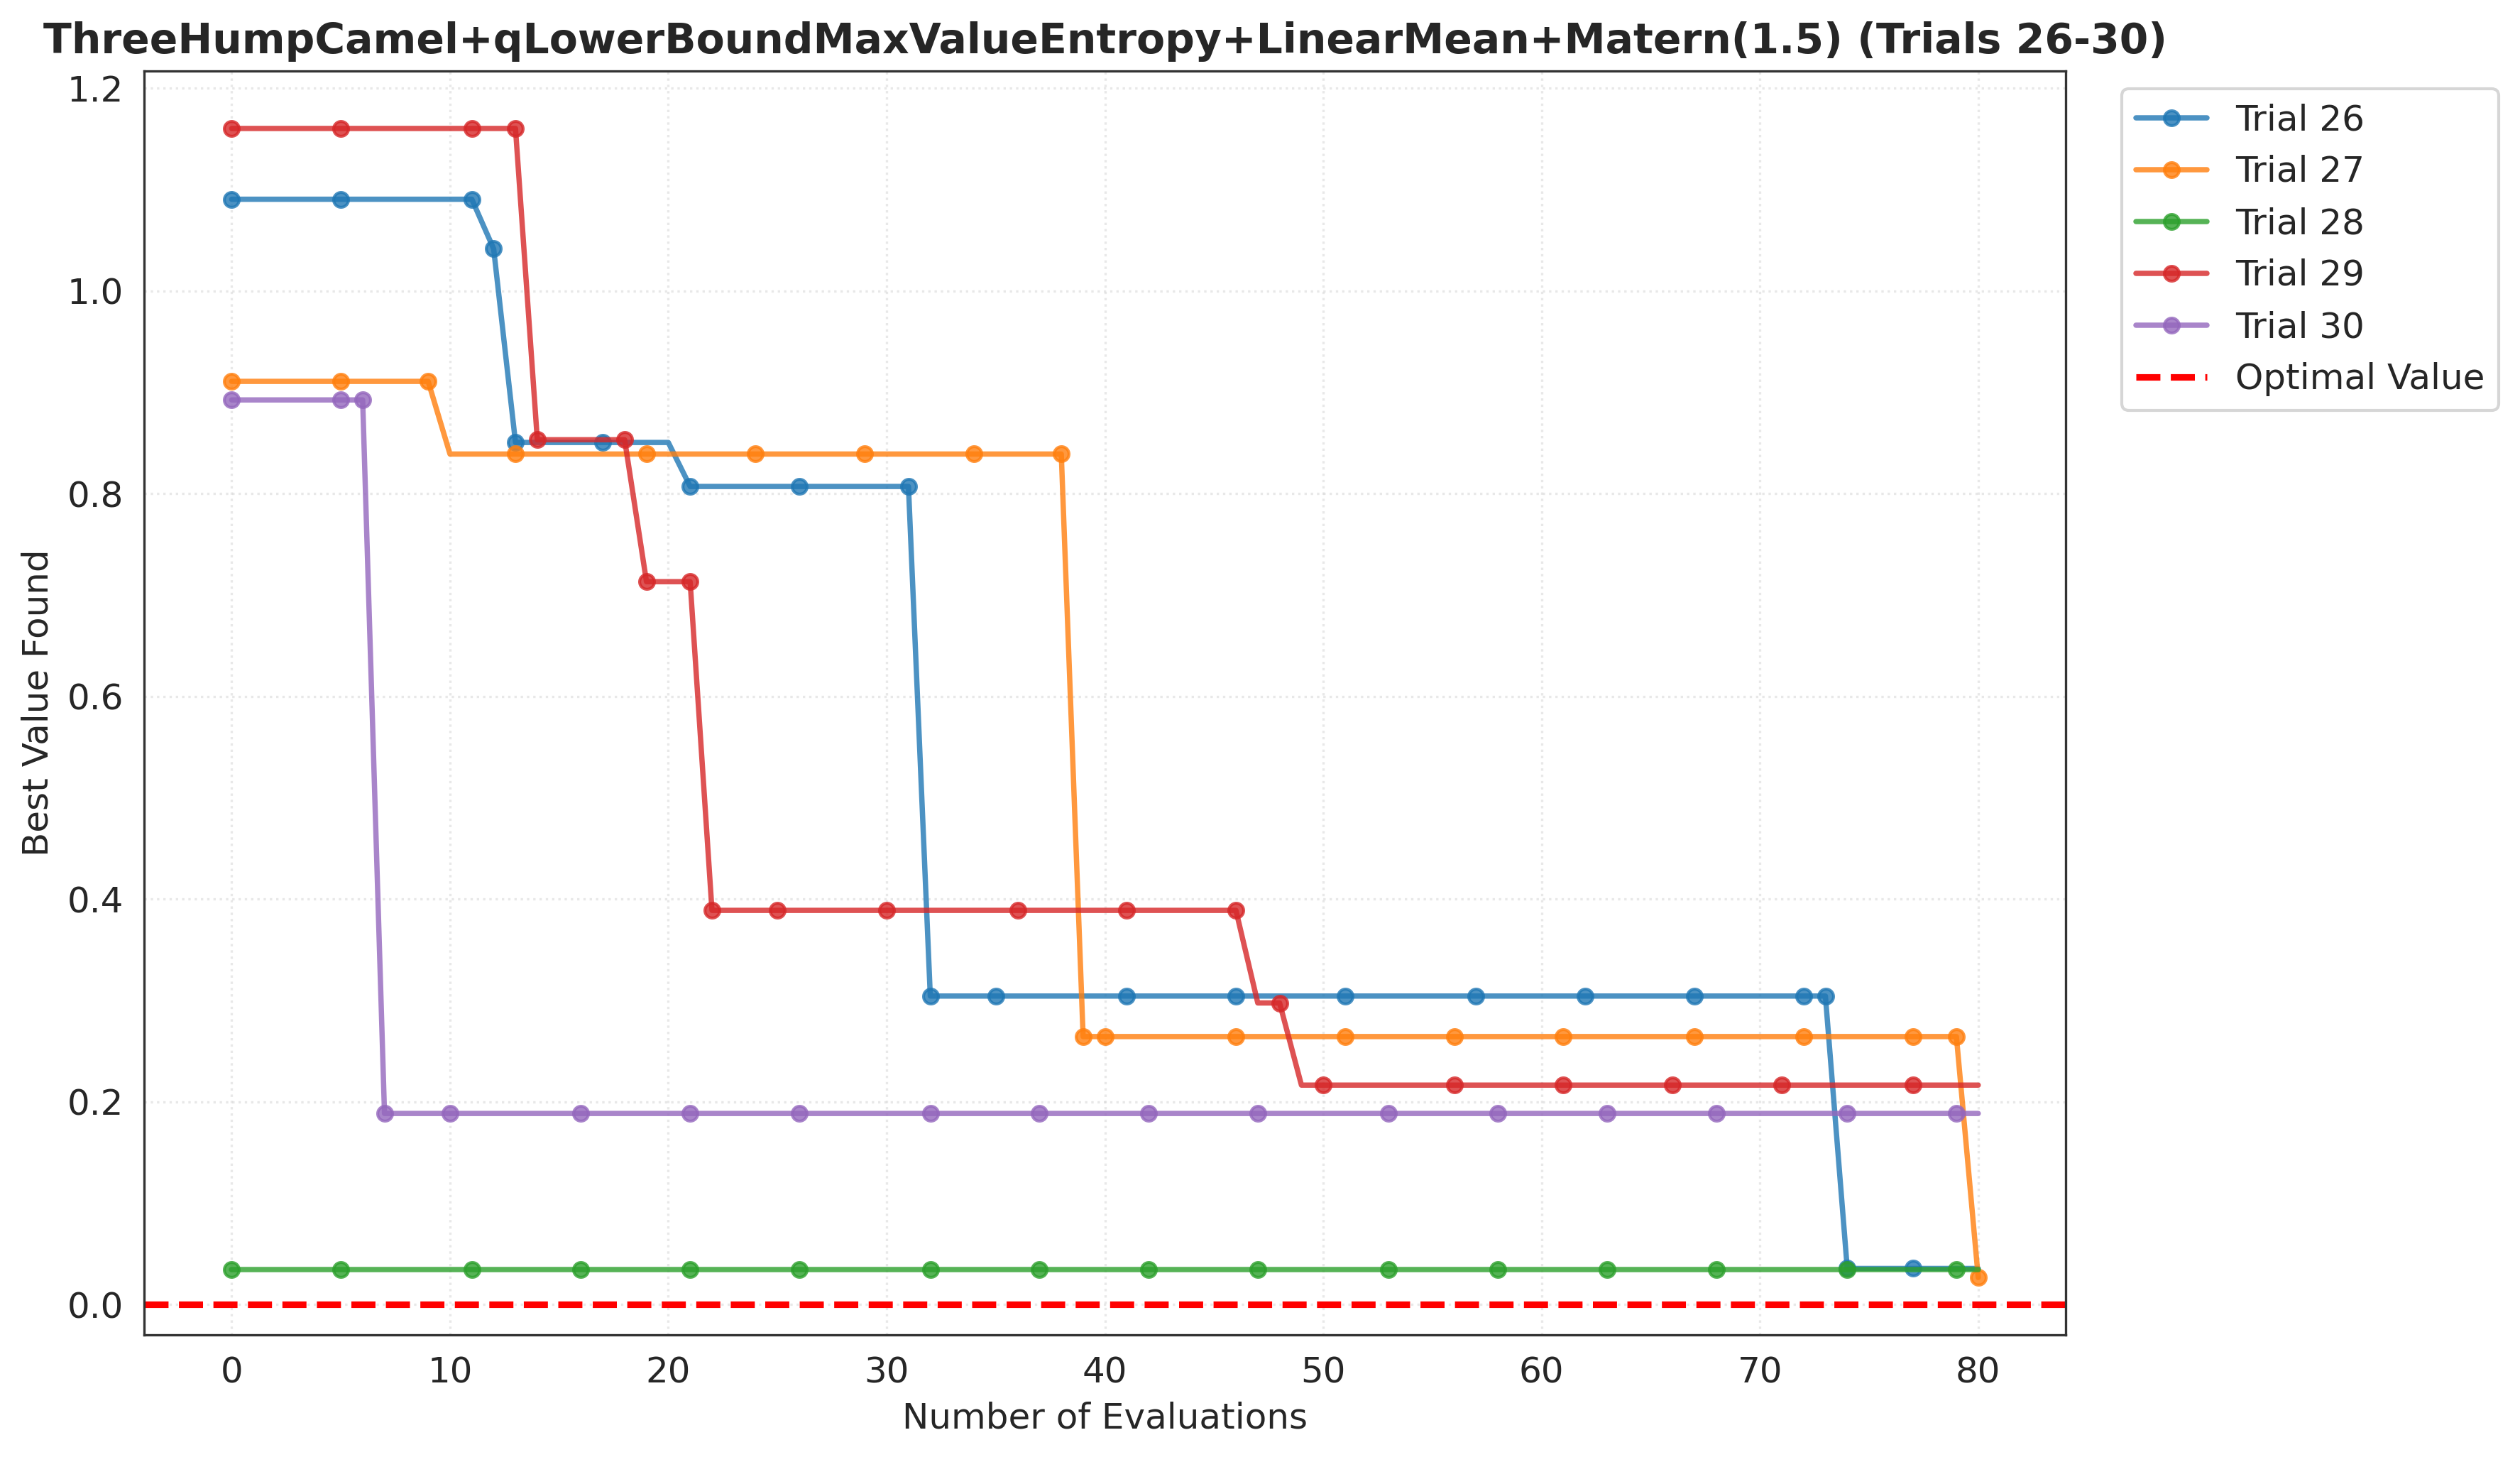 ThreeHumpCamel+qLowerBoundMaxValueEntropy+LinearMean+Matern(1.5) (Trials 26-30)
Best Value Found
1.2
1.0
0.8
0.6
0.4
0.2
0.0
0 10 20 30 40 50 60 70 80
Number of Evaluations
Trial 26
Trial 27
Trial 28
Trial 29
Trial 30
Optimal Value